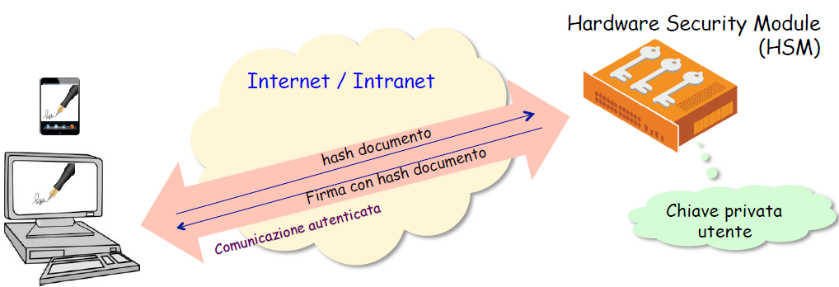 Hardware Security Module
(HSM)
Internet / Intranet
hash documento
Firma con hash documento
Comunicazione autenticata
Chiave privata
utente